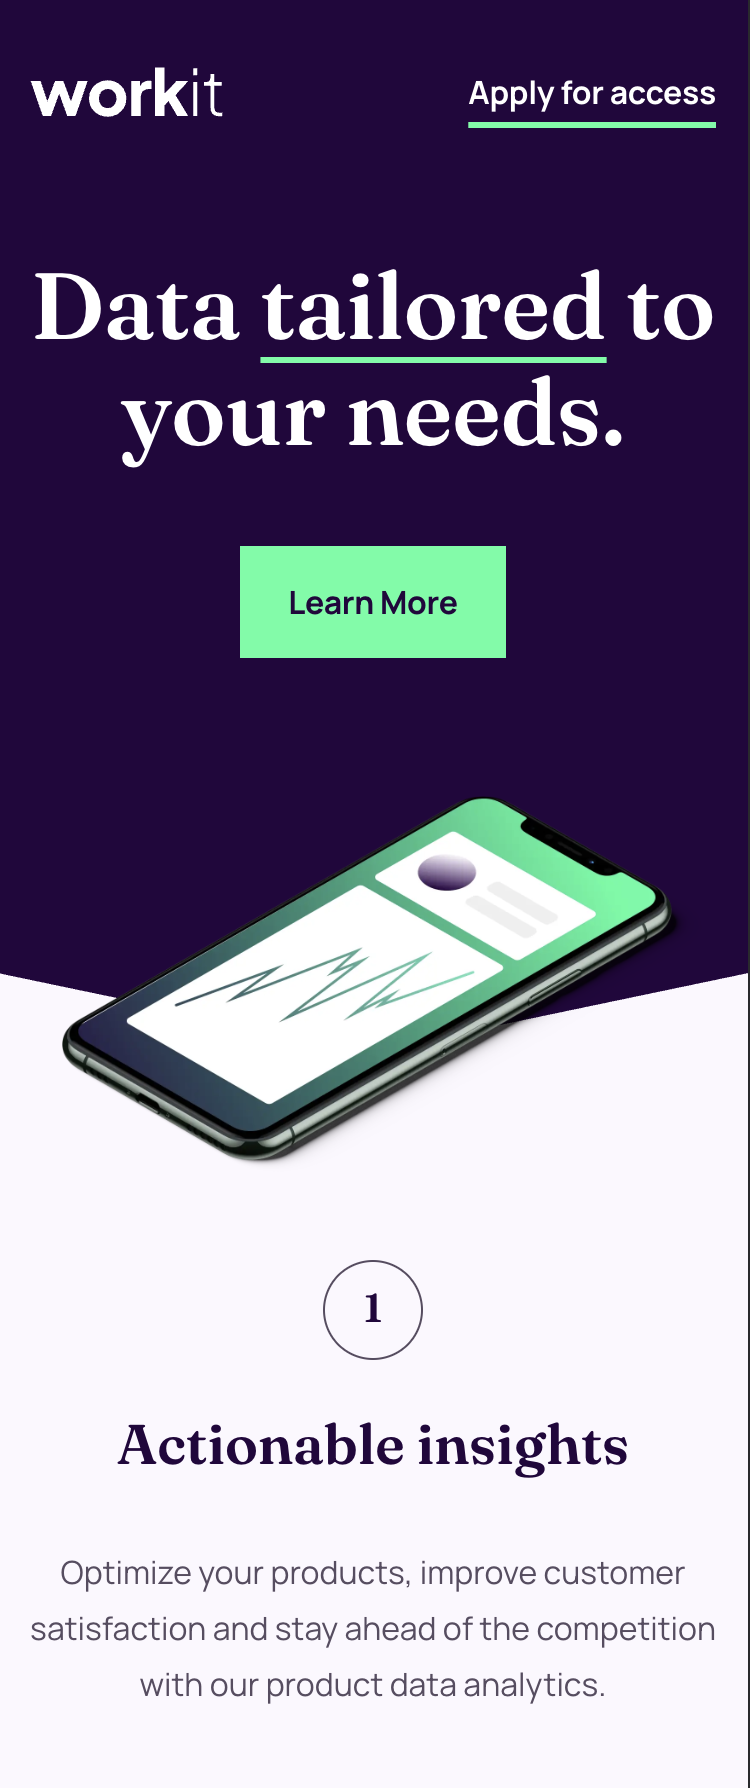 workit
Apply for access
Data tailored to
your needs.
Learn More
1
Actionable insights
Optimize your products, improve customer
satisfaction and stay ahead of the competition
with our product data analytics.